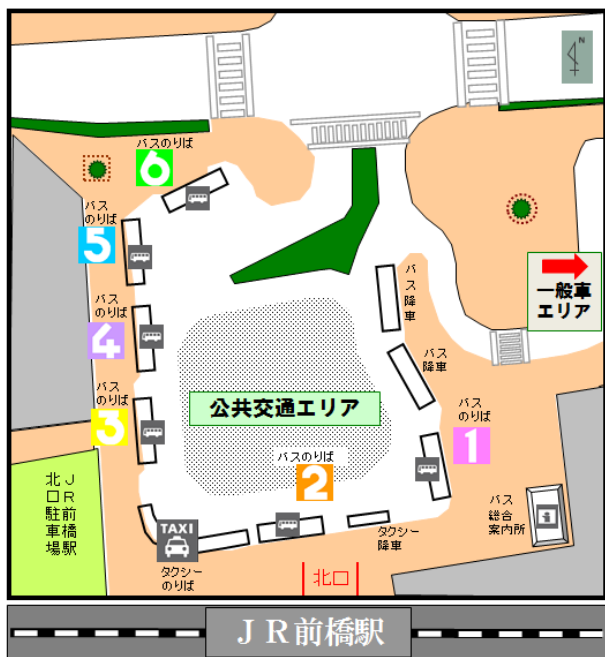 N
バスのりば
6
バス
のりば
5
一般車
エリア
バス
のりば
4
バス降車
バス
降車
公共交通エリア
バス
のりば
3
バス
のりば
1
バスのりば
2
JR前橋駅
北口駐車場
TAXI
タクシー
のりば
タクシー
降車
バス
総合
案内所
北口
JR前橋駅